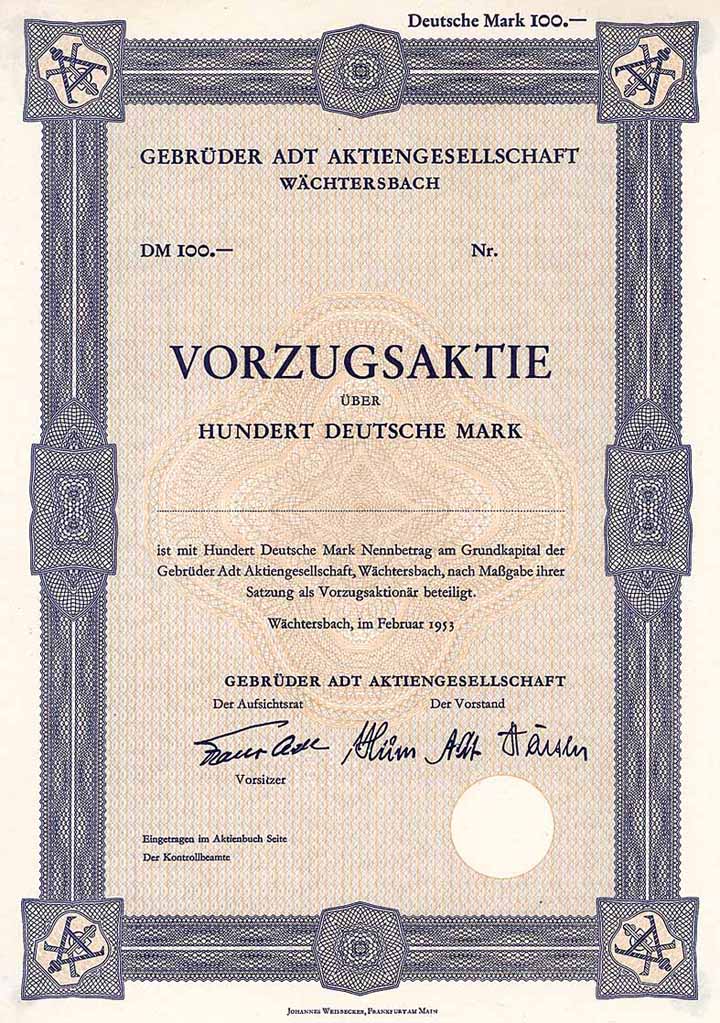 Deutsche Mark 100.—
GEBRÜDER ADT AKTIENGESELLSCHAFT
WÄCHTERSBACH
DM 100.— Nr.
VORZUGSAKTIE
ÜBER
HUNDERT DEUTSCHE MARK
ist mit Hundert Deutsche Mark Nennbetrag am Grundkapital der
Gebrüder Adt Aktiengesellschaft, Wächtersbach, nach Maßgabe ihrer
Satzung als Vorzugsaktionär beteiligt.
Wächtersbach, im Februar 1953
GEBRÜDER ADT AKTIENGESELLSCHAFT
Der Aufsichtsrat Der Vorstand
Adt
Vorsitzer
Eingetragen im Aktienbuch Seite
Der Kontrollbeamte
JOHANNES WEISBECKER, FRANKFURT AM MAIN